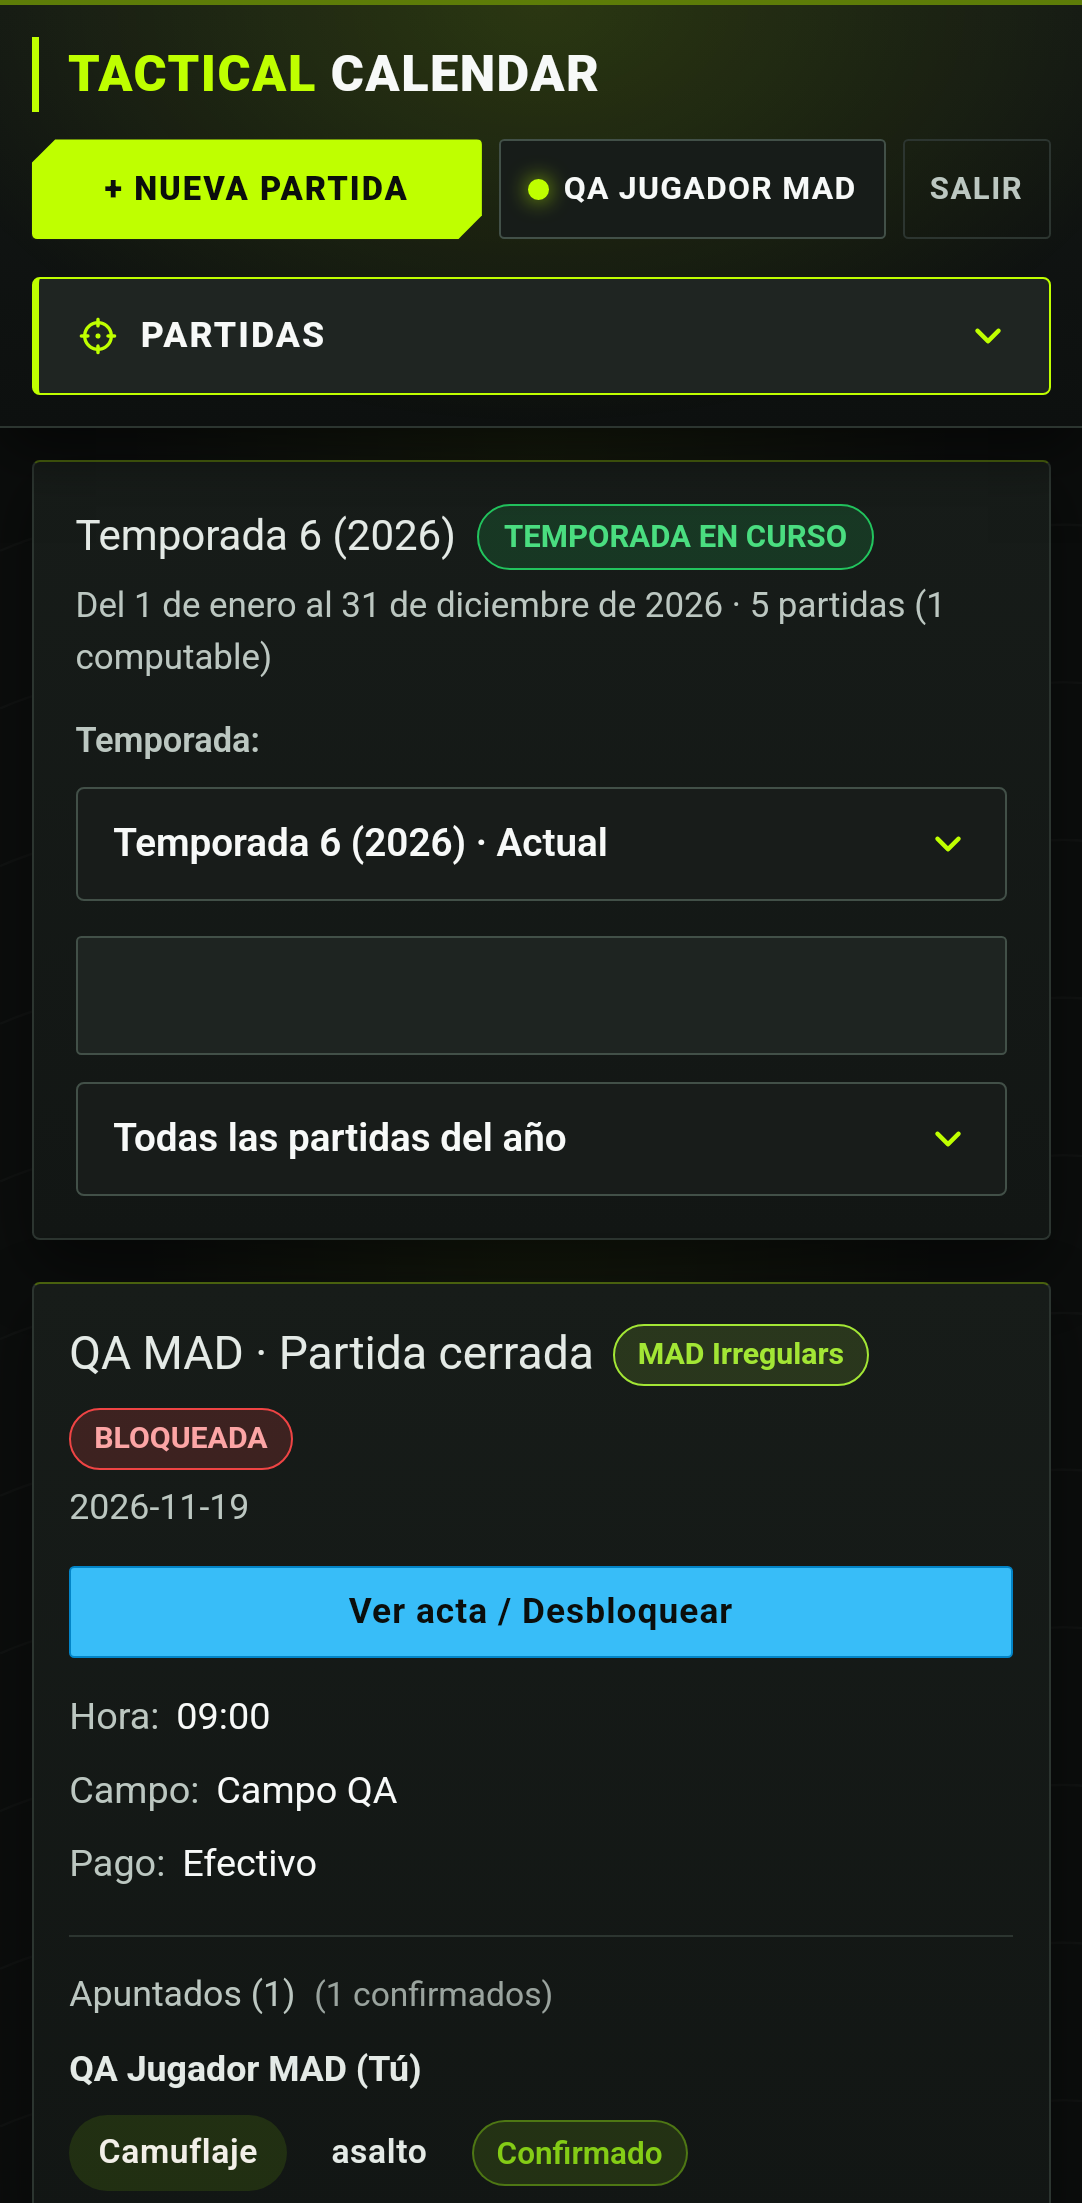 TACTICAL CALENDAR
+ NUEVA PARTIDA
QA JUGADOR MAD
SALIR
PARTIDAS
Temporada 6 (2026)
TEMPORADA EN CURSO
Del 1 de enero al 31 de diciembre de 2026 · 5 partidas (1
computable)
Temporada:
Temporada 6 (2026) · Actual
Todas las partidas del año
QA MAD · Partida cerrada
MAD Irregulars
BLOQUEADA
2026-11-19
Ver acta / Desbloquear
Hora: 09:00
Campo: Campo QA
Pago: Efectivo
Apuntados (1) (1 confirmados)
QA Jugador MAD (Tú)
Camuflaje
asalto
Confirmado